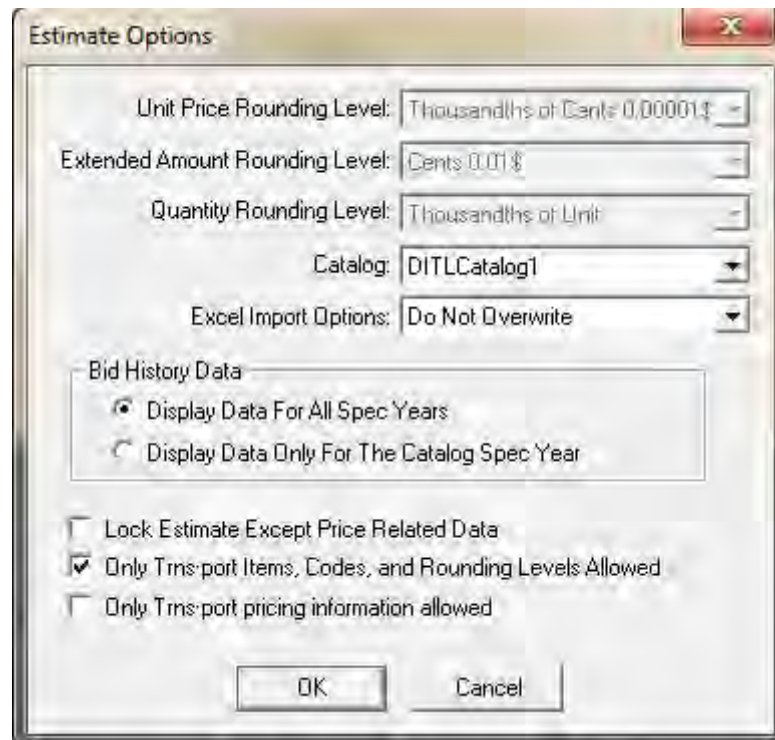 Estimate Options
Unit Price Rounding Level: Thousandths of Cents 0.00001$
Extended Amount Rounding Level: Cents 0.01$
Quantity Rounding Level: Thousandths of Unit
Catalog: DITLCatalog1
Excel Import Options: Do Not Overwrite
Bid History Data
Display Data For All Spec Years
Display Data Only For The Catalog Spec Year
Lock Estimate Except Price Related Data
Only Trns·port Items, Codes, and Rounding Levels Allowed
Only Trns·port pricing information allowed
OK Cancel